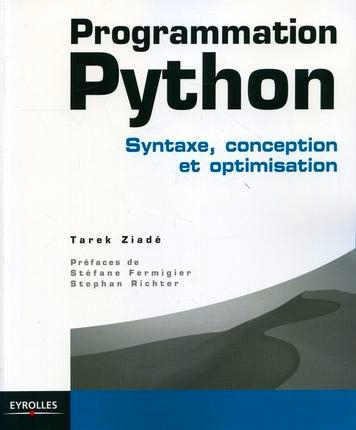 Programmation
Python
Syntaxe, conception
et optimisation
Tarek Ziadé
Préfaces de
Stéfane Fermigier
Stephan Richter
EYROLLES